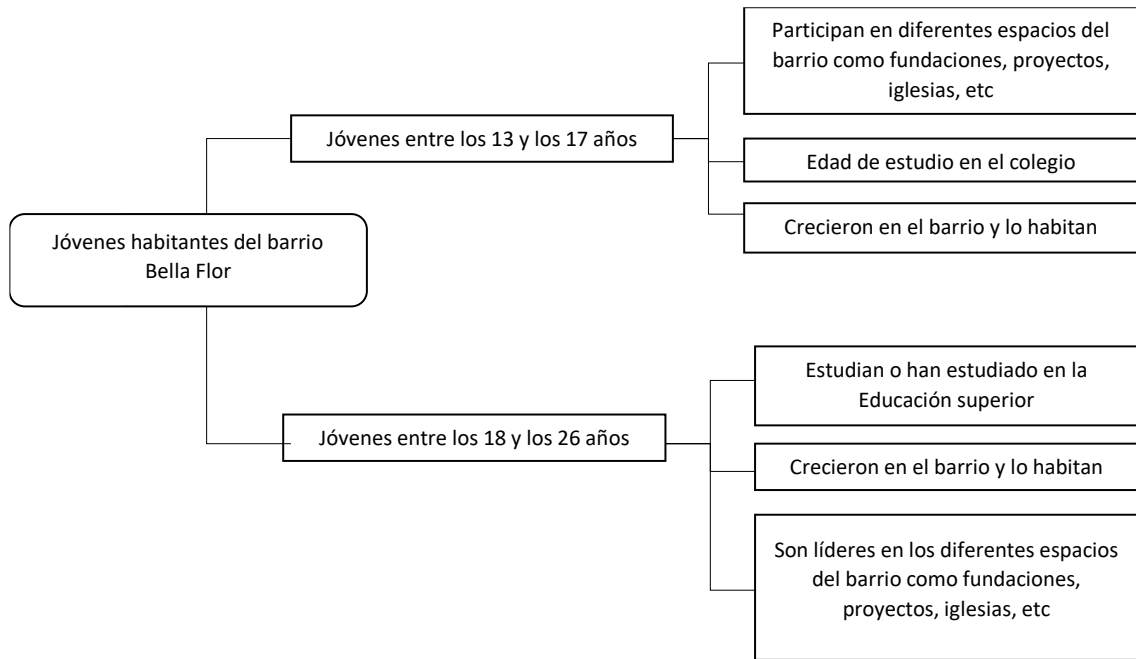 Jóvenes habitantes del barrio
Bella Flor
Jóvenes entre los 13 y los 17 años
Participan en diferentes espacios del
barrio como fundaciones, proyectos,
iglesias, etc
Edad de estudio en el colegio
Crecieron en el barrio y lo habitan
Jóvenes entre los 18 y los 26 años
Estudian o han estudiado en la
Educación superior
Crecieron en el barrio y lo habitan
Son líderes en los diferentes espacios
del barrio como fundaciones,
proyectos, iglesias, etc